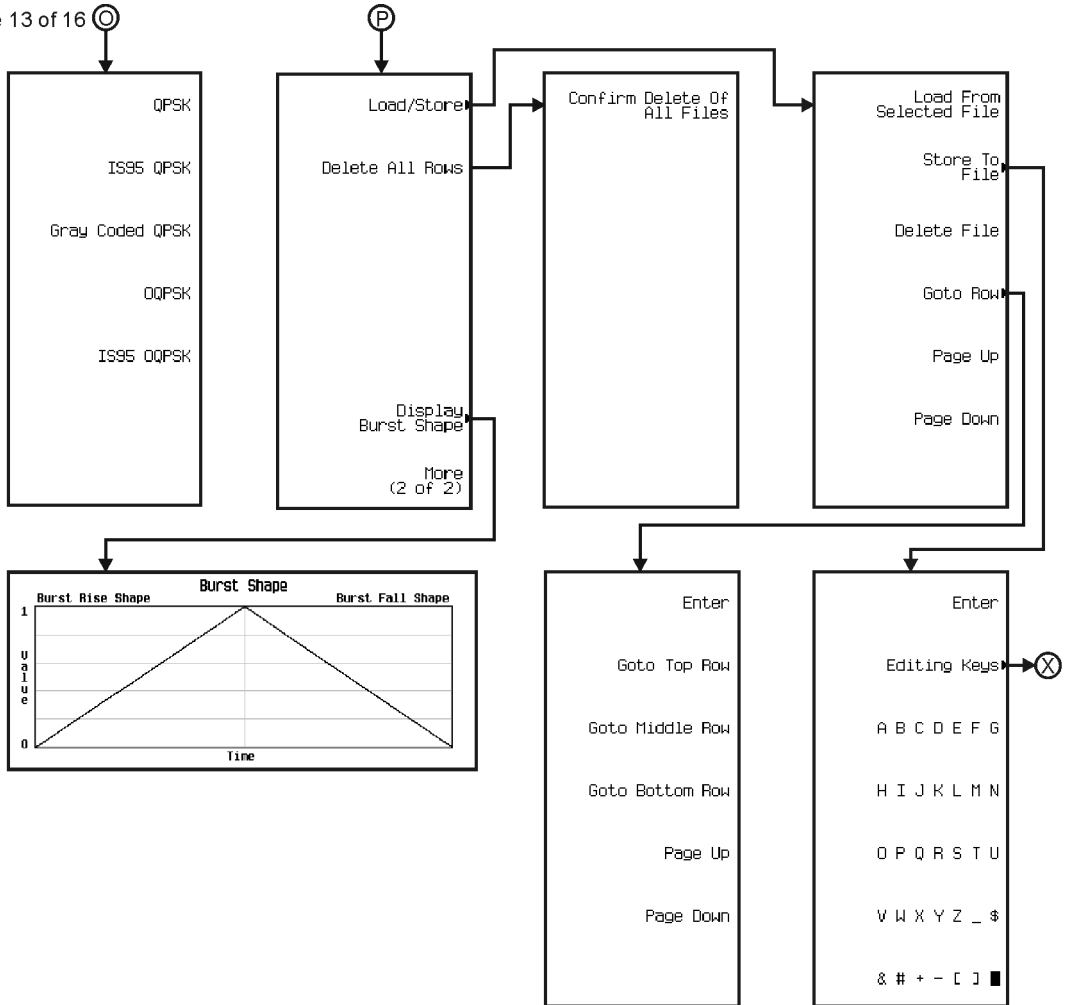 13 of 16
O
P
QPSK
IS95 QPSK
Gray Coded QPSK
OQPSK
IS95 OQPSK
Load/Store
Delete All Rows
Display
Burst Shape
More
(2 of 2)
Confirm Delete Of
All Files
Load From
Selected File
Store To
File
Delete File
Goto Row
Page Up
Page Down
Burst Shape
Burst Rise Shape
Burst Fall Shape
1
Value
0
Time
Enter
Goto Top Row
Goto Middle Row
Goto Bottom Row
Page Up
Page Down
Enter
Editing Keys
X
A B C D E F G
H I J K L M N
O P Q R S T U
V W X Y Z _ $
& # + - [ ] █